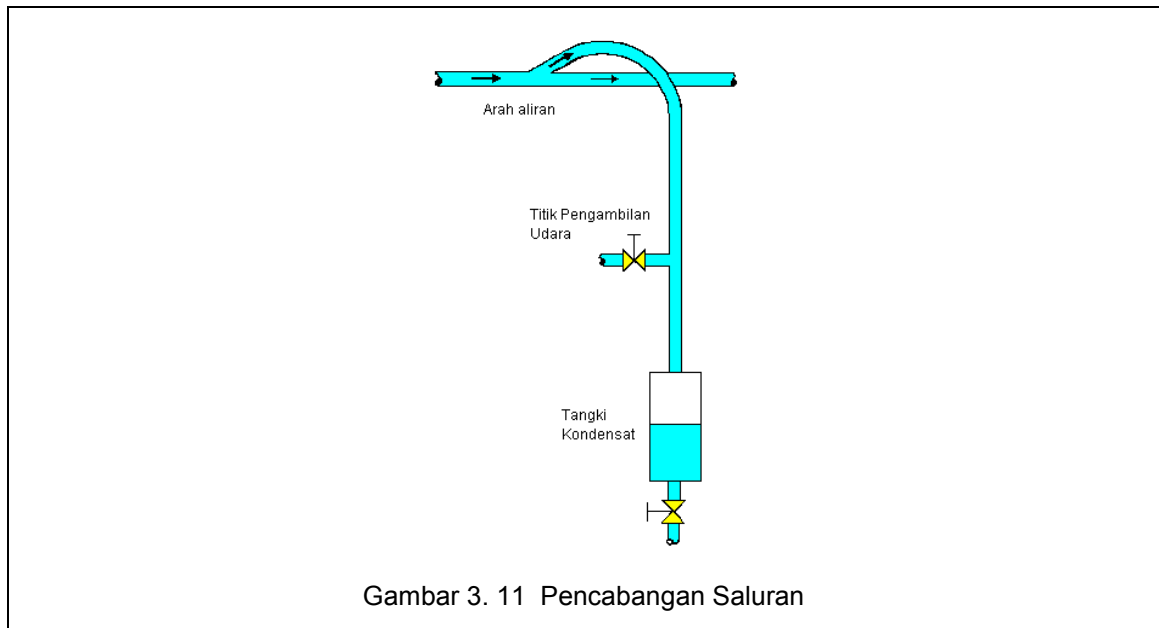 Arah aliran
Titik Pengambilan
Udara
Tangki
Kondensat
Gambar 3. 11 Pencabangan Saluran